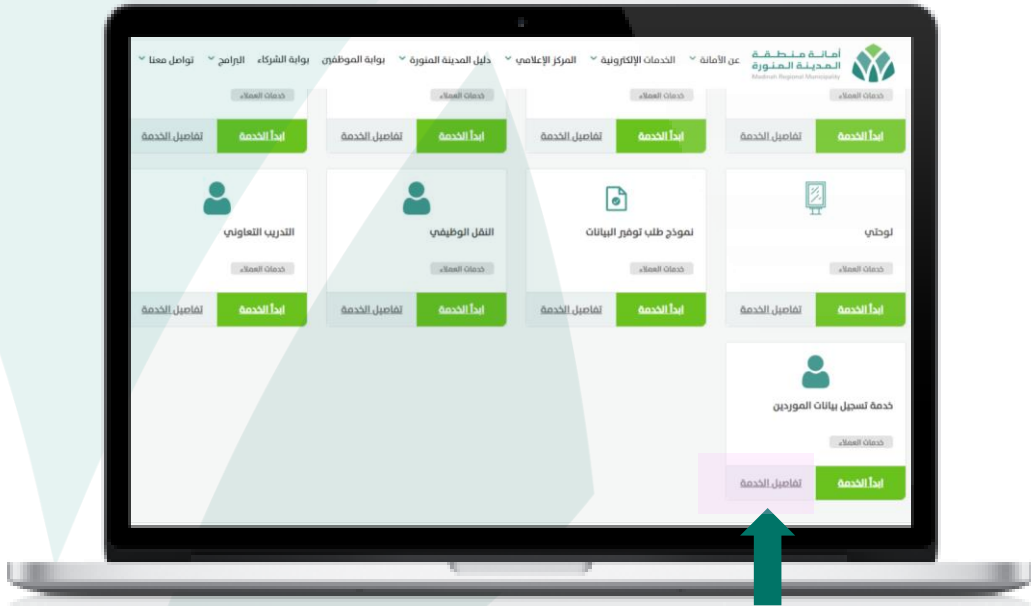 أمانــة مـنـطـقــة
المـديـنـة الـمـنـورة
Madinah Regional Municipality
عن الأمانة
الخدمات الإلكترونية
المركز الإعلامي
دليل المدينة المنورة
بوابة الموظفين
بوابة الشركاء
البرامج
تواصل معنا
خدمات العملاء
خدمات العملاء
خدمات العملاء
خدمات العملاء
ابدأ الخدمة
تفاصيل الخدمة
ابدأ الخدمة
تفاصيل الخدمة
ابدأ الخدمة
تفاصيل الخدمة
ابدأ الخدمة
تفاصيل الخدمة
لوحتي
خدمات العملاء
ابدأ الخدمة
تفاصيل الخدمة
نموذج طلب توفير البيانات
خدمات العملاء
ابدأ الخدمة
تفاصيل الخدمة
النقل الوظيفي
خدمات العملاء
ابدأ الخدمة
تفاصيل الخدمة
التدريب التعاوني
خدمات العملاء
ابدأ الخدمة
تفاصيل الخدمة
خدمة تسجيل بيانات الموردين
خدمات العملاء
ابدأ الخدمة
تفاصيل الخدمة